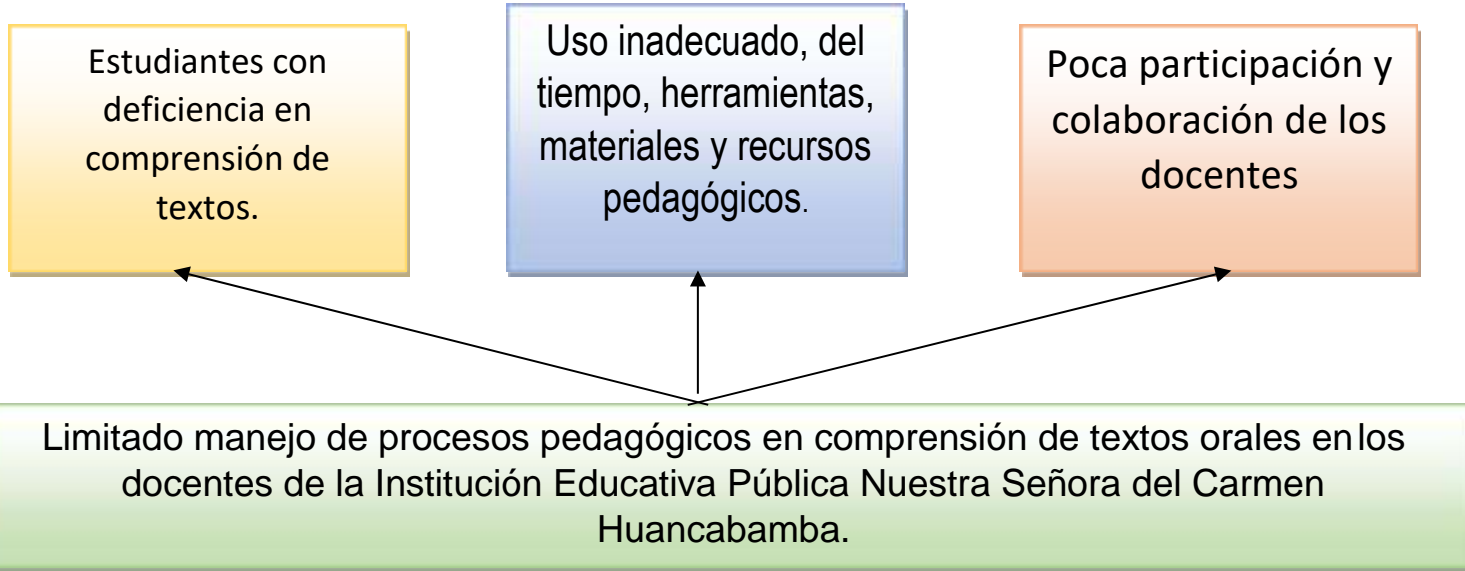 Estudiantes con
deficiencia en
comprensión de
textos.
Uso inadecuado, del
tiempo, herramientas,
materiales y recursos
pedagógicos.
Poca participación y
colaboración de los
docentes
Limitado manejo de procesos pedagógicos en comprensión de textos orales en los
docentes de la Institución Educativa Pública Nuestra Señora del Carmen
Huancabamba.